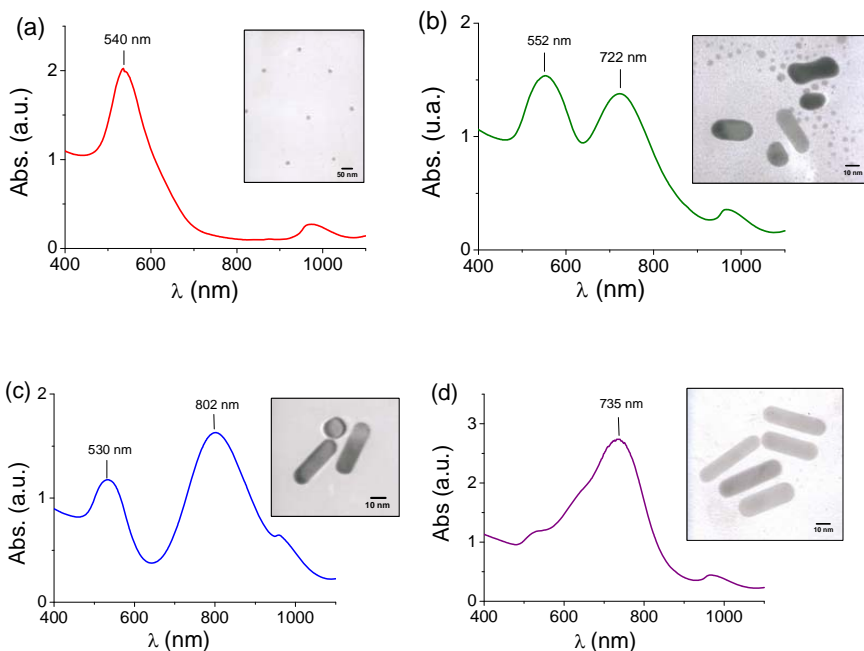 (a)
540 nm
Abs. (a.u.)
2
1
0
50 nm
400 600 800 1000
λ (nm)
(b)
552 nm
722 nm
Abs. (u.a.)
2
1
0
10 nm
400 600 800 1000
λ (nm)
(c)
530 nm
802 nm
Abs. (a.u.)
2
1
0
10 nm
400 600 800 1000
λ (nm)
(d)
735 nm
Abs (a.u.)
3
2
1
0
10 nm
400 500 600 700 800 900 1000
λ (nm)